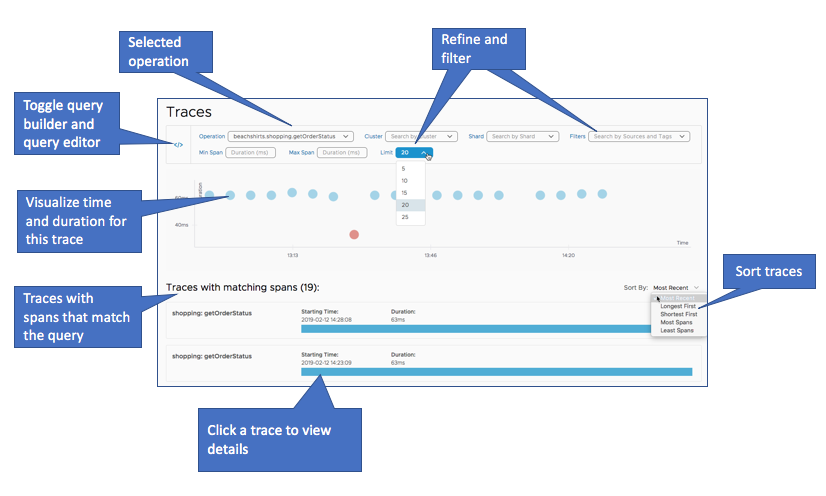 Selected
operation
Refine and
filter
Toggle query
builder and
query editor
Traces
Operation beachshirts.shopping.getOrderStatus Cluster Search by Cluster Shard Search by Shard Filters Search by Sources and Tags
</>
Min Span Duration (ms) Max Span Duration (ms) Limit 20
5
10
15
20
25
Visualize time
and duration for
this trace
Duration
60ms
40ms
Time
13:13 13:46 14:20
Sort traces
Traces with
spans that match
the query
Traces with matching spans (19):
Sort By: Most Recent
Most Recent
Longest First
Shortest First
Most Spans
Least Spans
shopping: getOrderStatus
Starting Time: Duration:
2019-02-12 14:28:08 63ms
shopping: getOrderStatus
Starting Time: Duration:
2019-02-12 14:23:09 63ms
Click a trace to view
details